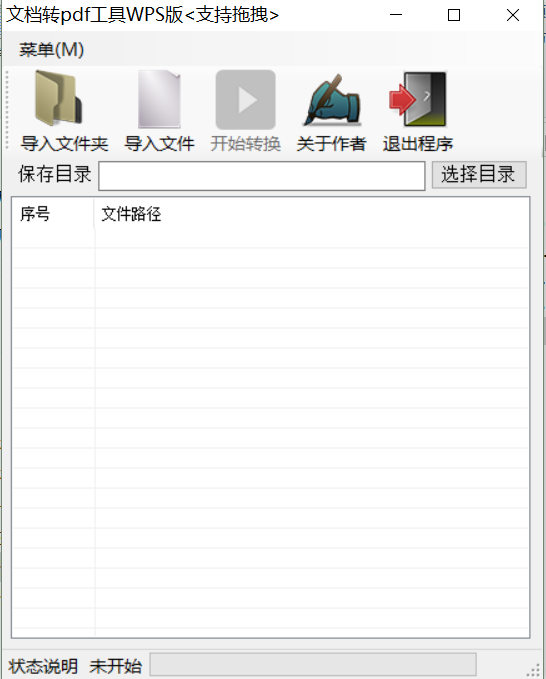 文档转pdf工具WPS版<支持拖拽>
菜单(M)
导入文件夹 导入文件 开始转换 关于作者 退出程序
保存目录 选择目录
序号 文件路径
状态说明 未开始